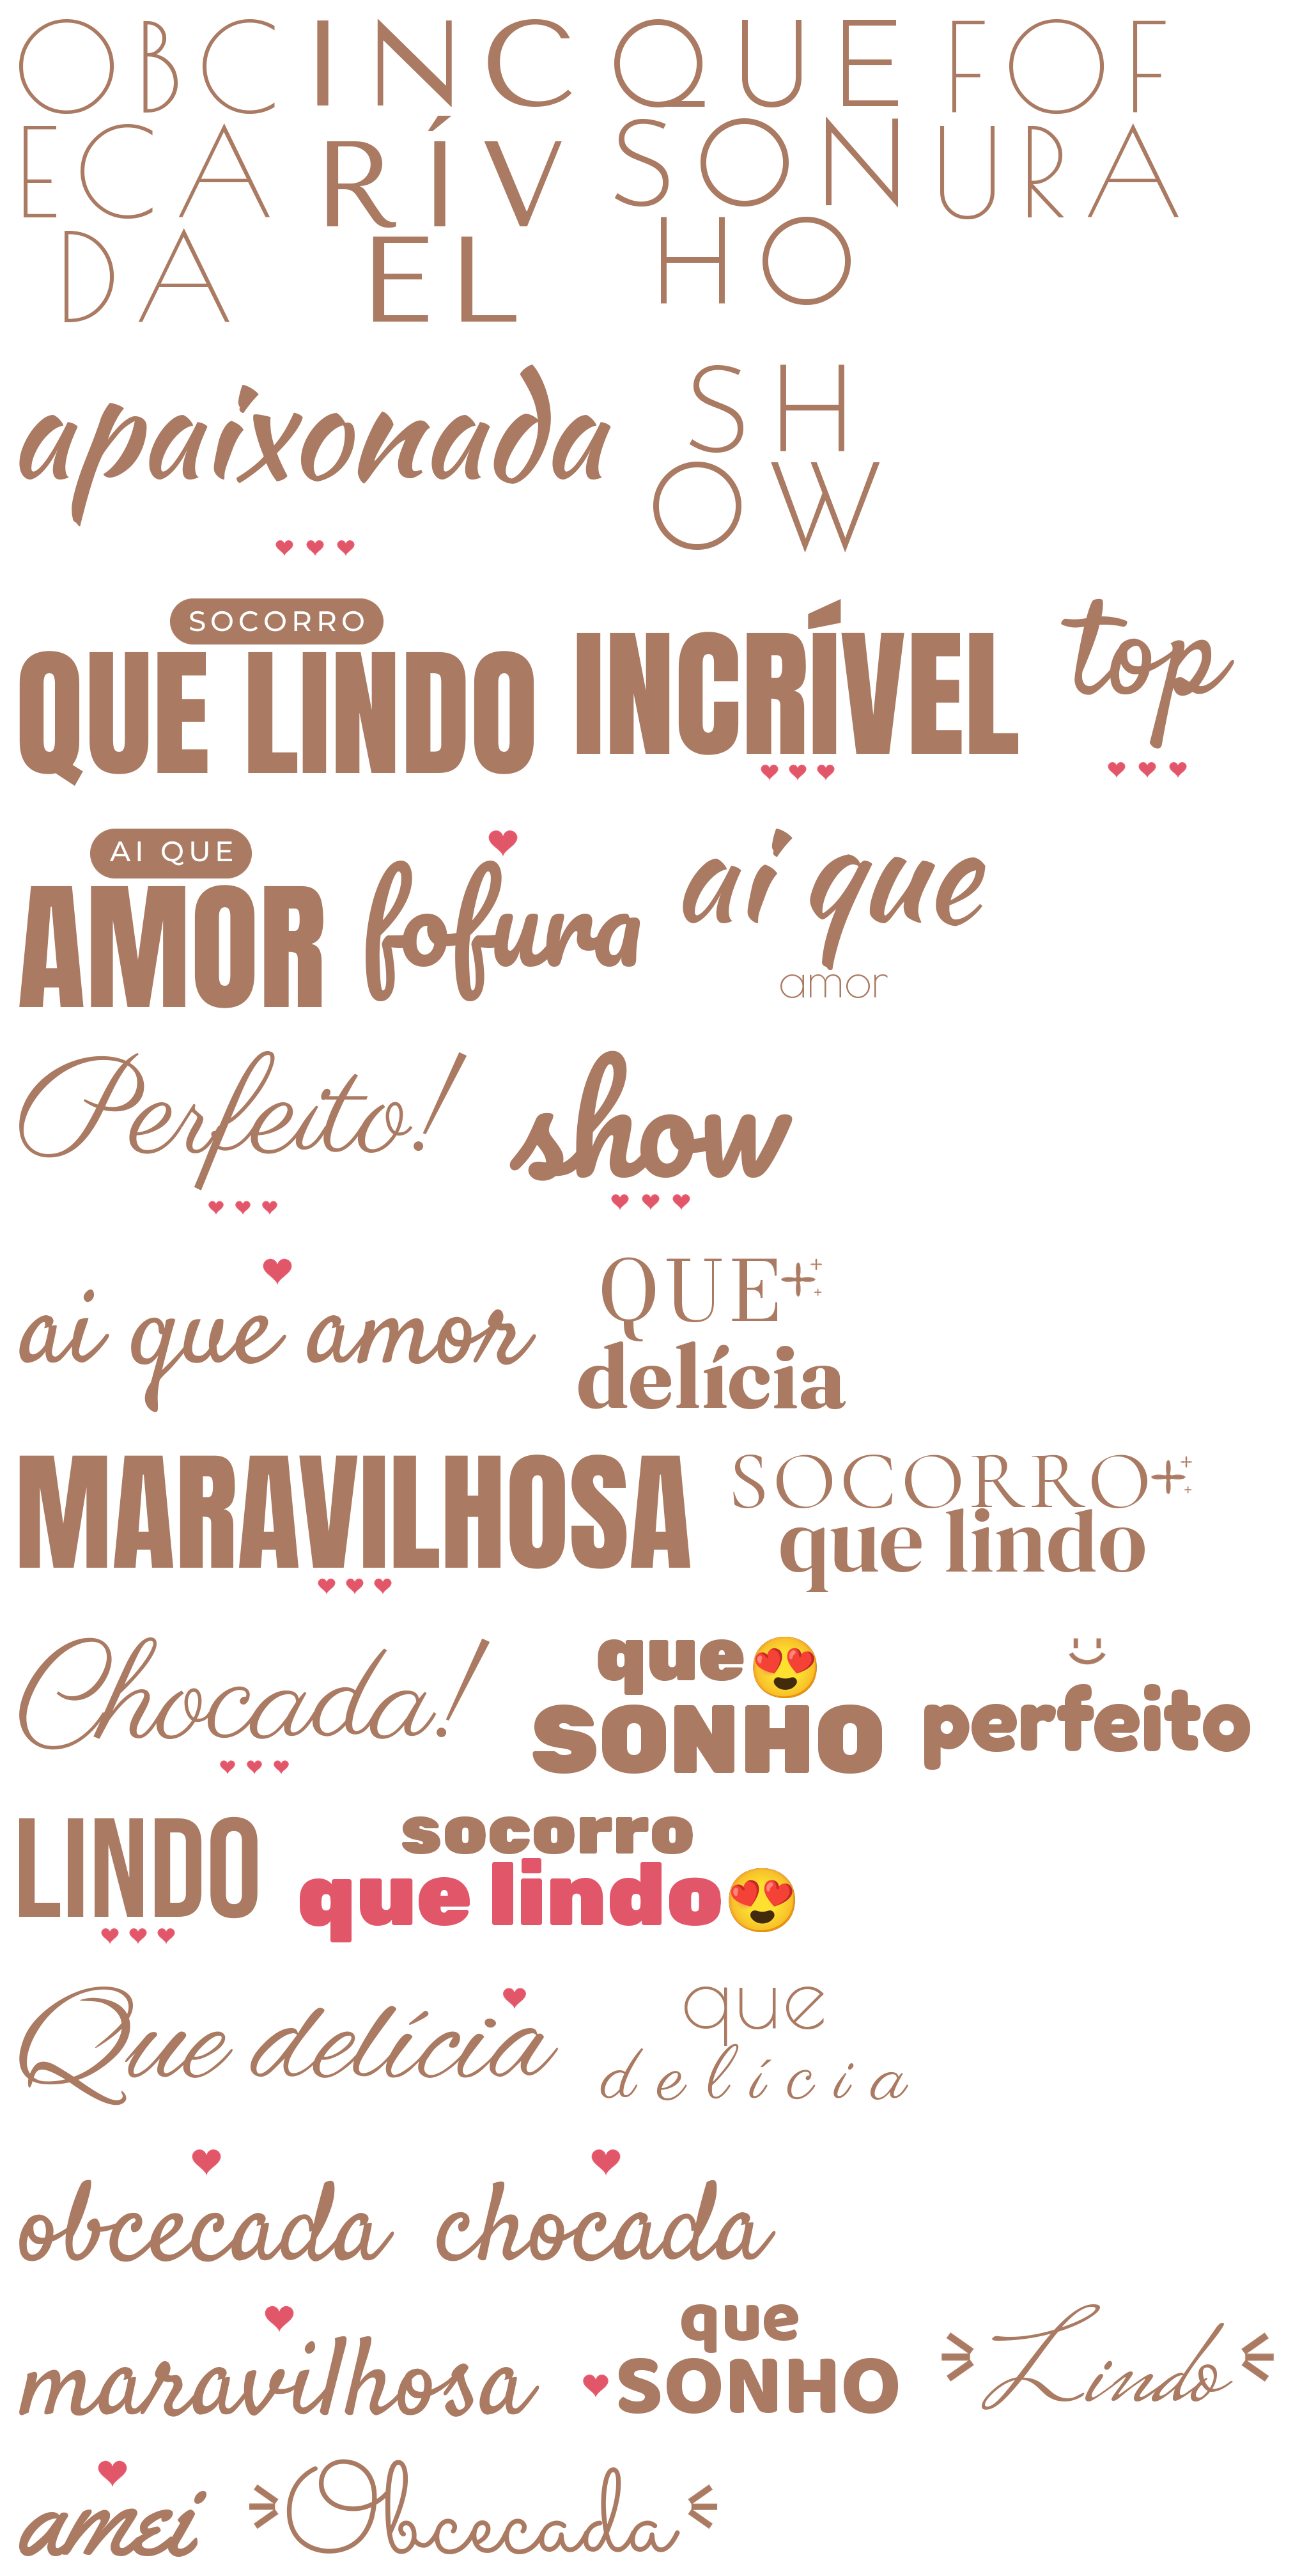 OBC
ECA
DA
INC
RÍV
EL
QUE
SON
HO
FOF
URA
apaixonada
SH
OW
SOCORRO
QUE LINDO
INCRÍVEL
top
AI QUE
AMOR
fofura
ai que
amor
Perfeito!
show
ai que amor
QUE
delícia
MARAVILHOSA
SOCORRO
que lindo
Chocada!
que
SONHO
perfeito
LINDO
socorro
que lindo
Que delícia
que
delícia
obcecada
chocada
maravilhosa
que
SONHO
Lindo
amei
Obcecada